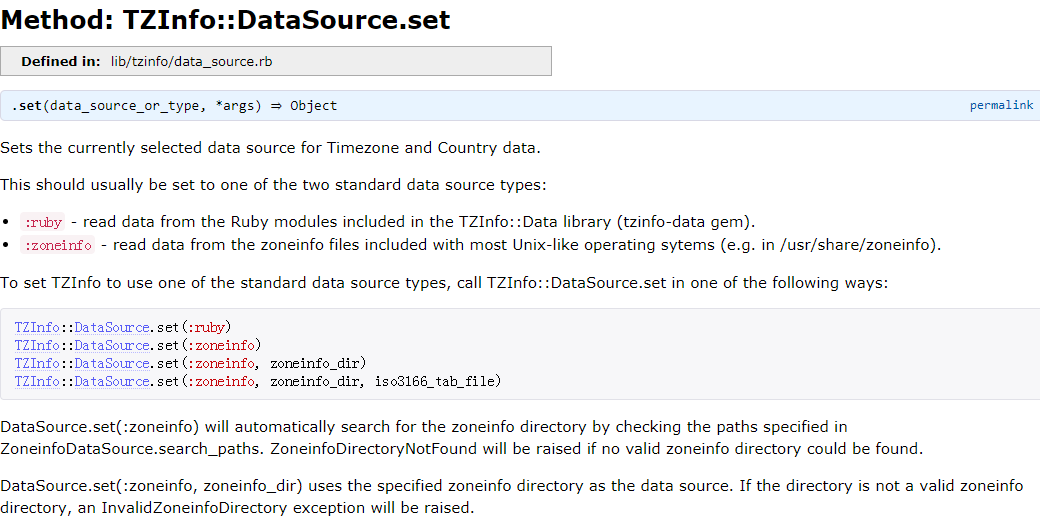 Method: TZInfo::DataSource.set
Defined in: lib/tzinfo/data_source.rb
.set(data_source_or_type, *args) ⇒ Object permalink
Sets the currently selected data source for Timezone and Country data.
This should usually be set to one of the two standard data source types:
• :ruby - read data from the Ruby modules included in the TZInfo::Data library (tzinfo-data gem).
• :zoneinfo - read data from the zoneinfo files included with most Unix-like operating sytems (e.g. in /usr/share/zoneinfo).
To set TZInfo to use one of the standard data source types, call TZInfo::DataSource.set in one of the following ways:
TZInfo::DataSource.set(:ruby)
TZInfo::DataSource.set(:zoneinfo)
TZInfo::DataSource.set(:zoneinfo, zoneinfo_dir)
TZInfo::DataSource.set(:zoneinfo, zoneinfo_dir, iso3166_tab_file)
DataSource.set(:zoneinfo) will automatically search for the zoneinfo directory by checking the paths specified in
ZoneinfoDataSource.search_paths. ZoneinfoDirectoryNotFound will be raised if no valid zoneinfo directory could be found.
DataSource.set(:zoneinfo, zoneinfo_dir) uses the specified zoneinfo directory as the data source. If the directory is not a valid zoneinfo
directory, an InvalidZoneinfoDirectory exception will be raised.